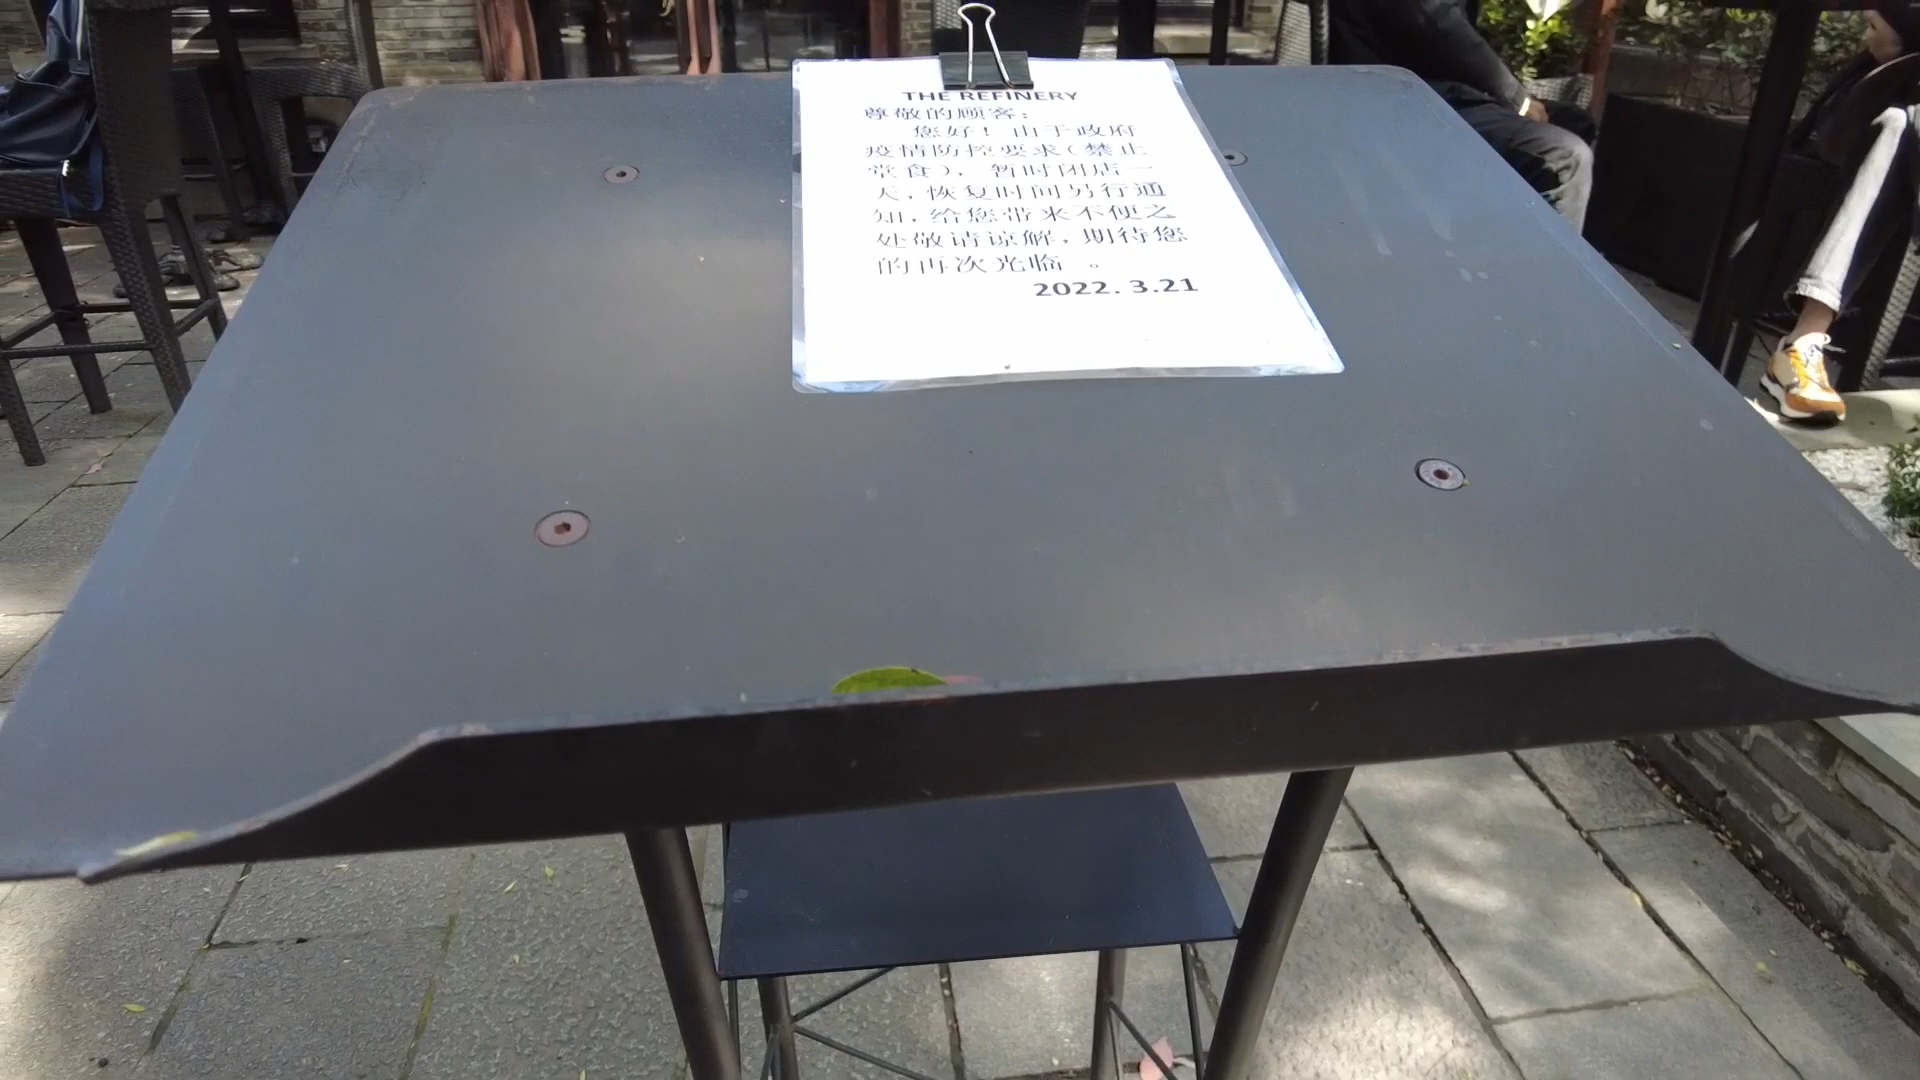 THE REFINERY
尊敬的顾客：
您好！由于政府
疫情防控要求（禁止
堂食），暂时闭店一
天，恢复时间另行通
知，给您带来不便之
处敬请谅解，期待您
的再次光临 。
2022.3.21